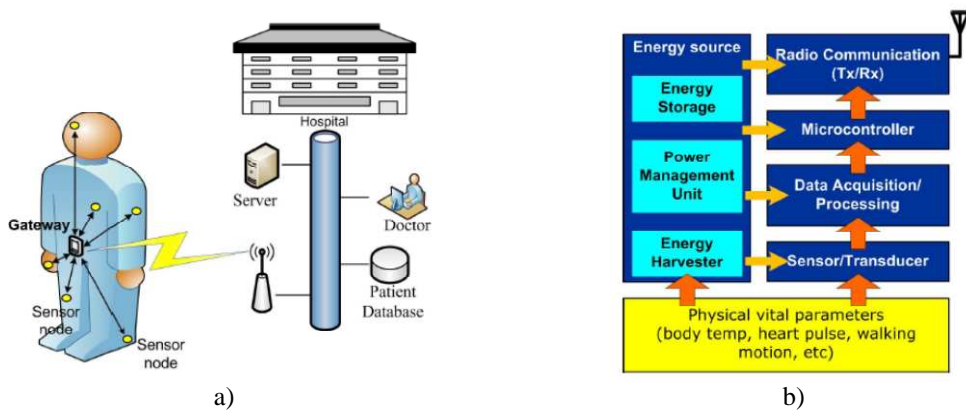 Hospital
Server
Doctor
Gateway
Patient
Database
Sensor
node
Sensor
node
a)
Energy source
Energy
Storage
Power
Management
Unit
Energy
Harvester
Radio Communication
(Tx/Rx)
Microcontroller
Data Acquisition/
Processing
Sensor/Transducer
Physical vital parameters
(body temp, heart pulse, walking
motion, etc)
b)